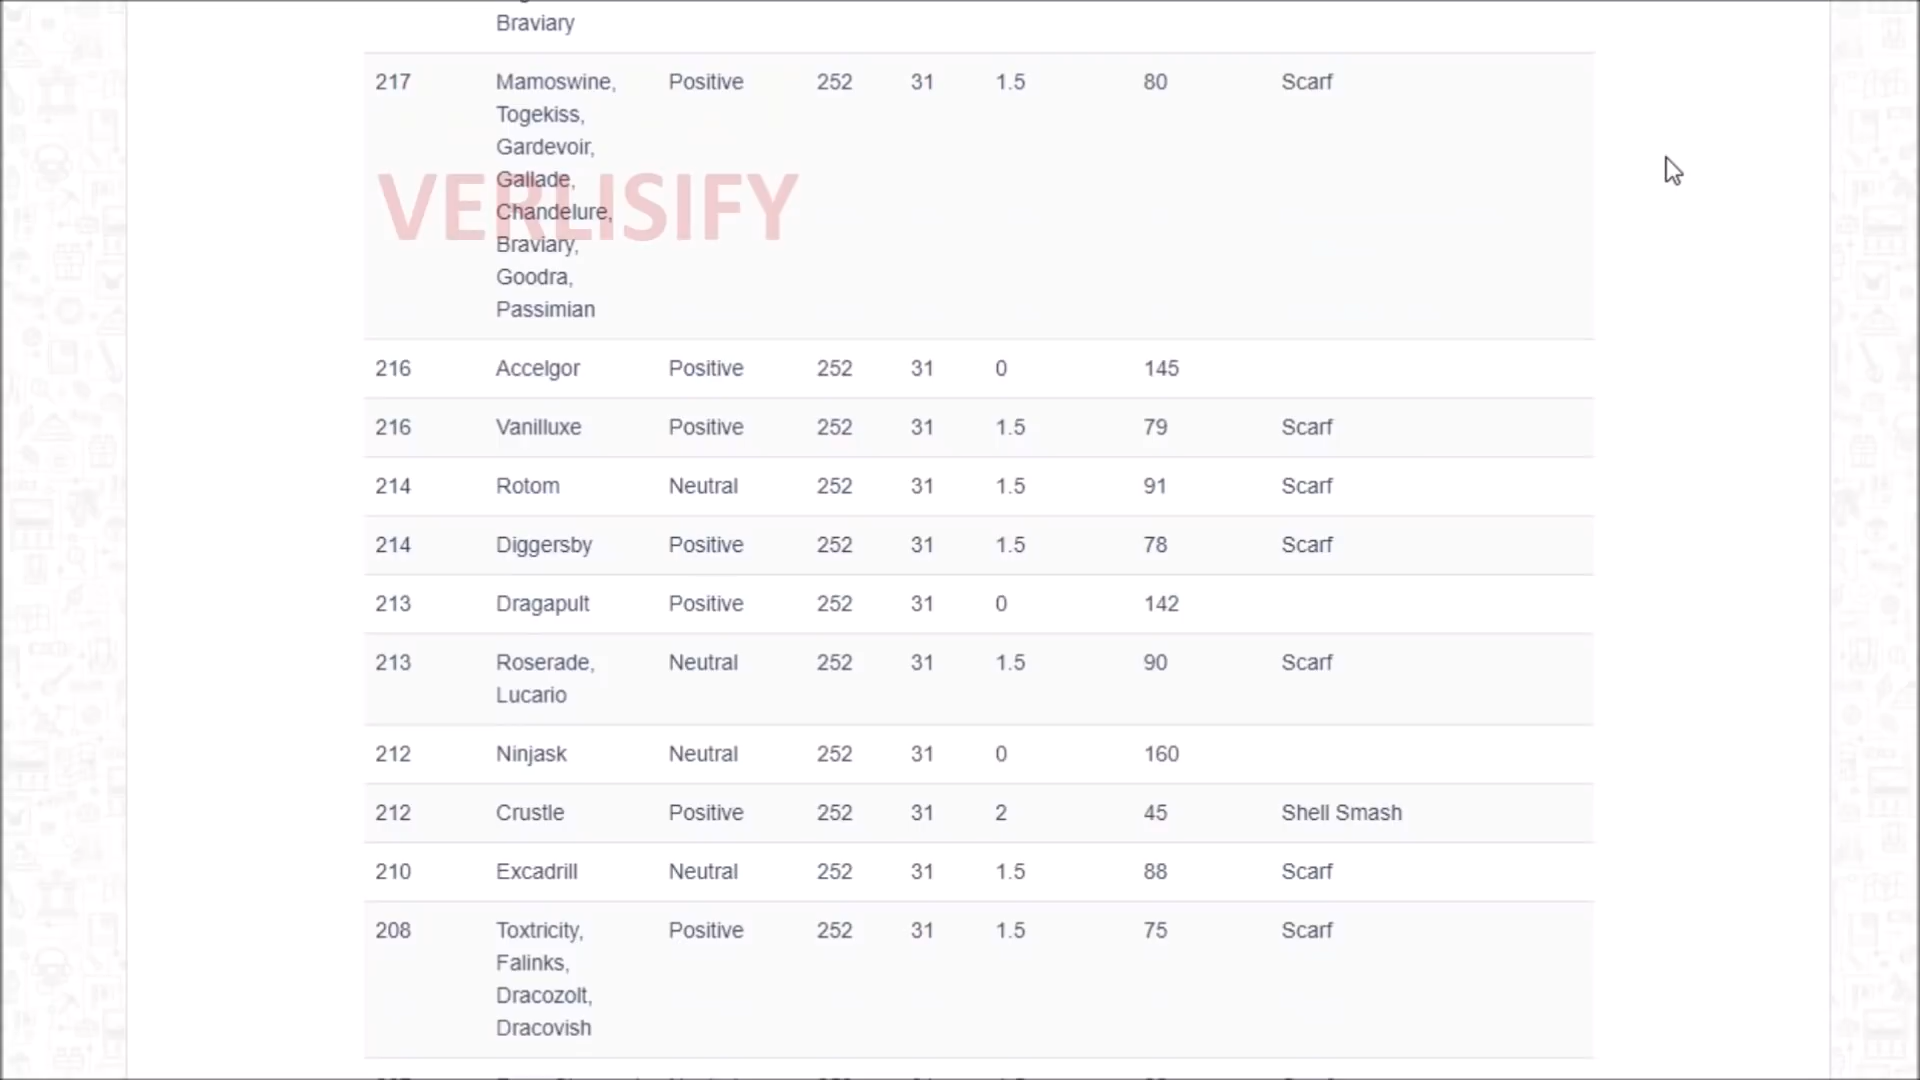 Braviary
217 Mamoswine, Positive 252 31 1.5 80 Scarf
Togekiss,
Gardevoir,
Gallade,
VERLISIFY
Chandelure,
Braviary,
Goodra,
Passimian
216 Accelgor Positive 252 31 0 145
216 Vanilluxe Positive 252 31 1.5 79 Scarf
214 Rotom Neutral 252 31 1.5 91 Scarf
214 Diggersby Positive 252 31 1.5 78 Scarf
213 Dragapult Positive 252 31 0 142
213 Roserade, Neutral 252 31 1.5 90 Scarf
Lucario
212 Ninjask Neutral 252 31 0 160
212 Crustle Positive 252 31 2 45 Shell Smash
210 Excadrill Neutral 252 31 1.5 88 Scarf
208 Toxtricity, Positive 252 31 1.5 75 Scarf
Falinks,
Dracozolt,
Dracovish